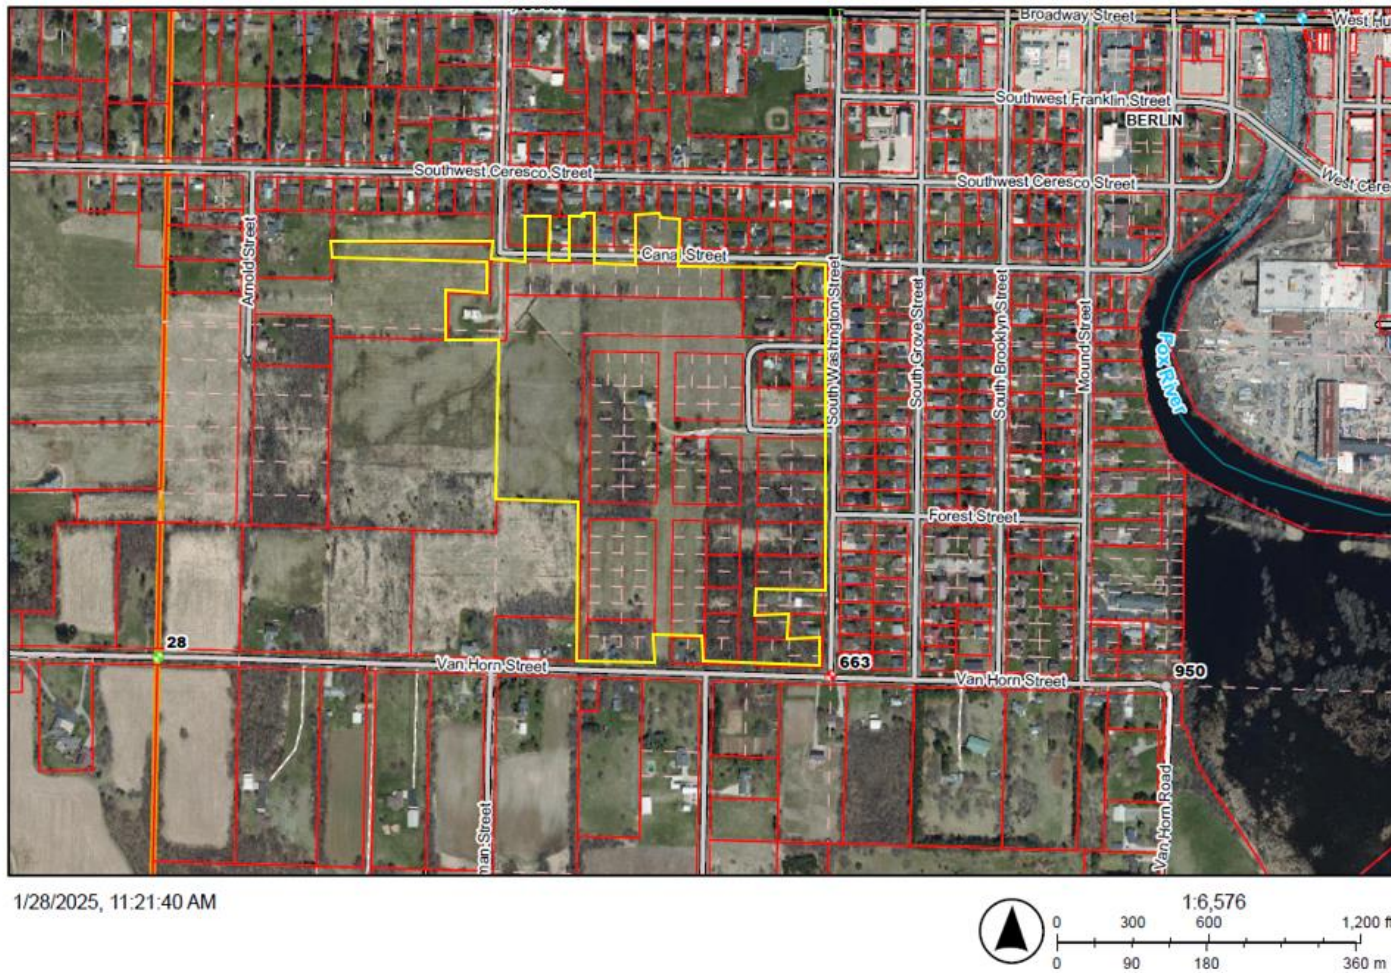 Broadway Street
West Hu
Southwest Franklin Street
BERLIN
Southwest Ceresco Street
Southwest Ceresco Street
West Cere
Arnold Street
Canal Street
South Washington Street
South Grove Street
South Brooklyn Street
Mound Street
Fox River
Forest Street
28
Van Horn Street
663
Van Horn Street
950
man Street
Van Horn Road
1/28/2025, 11:21:40 AM
1:6,576
0 300 600 1,200 ft
0 90 180 360 m